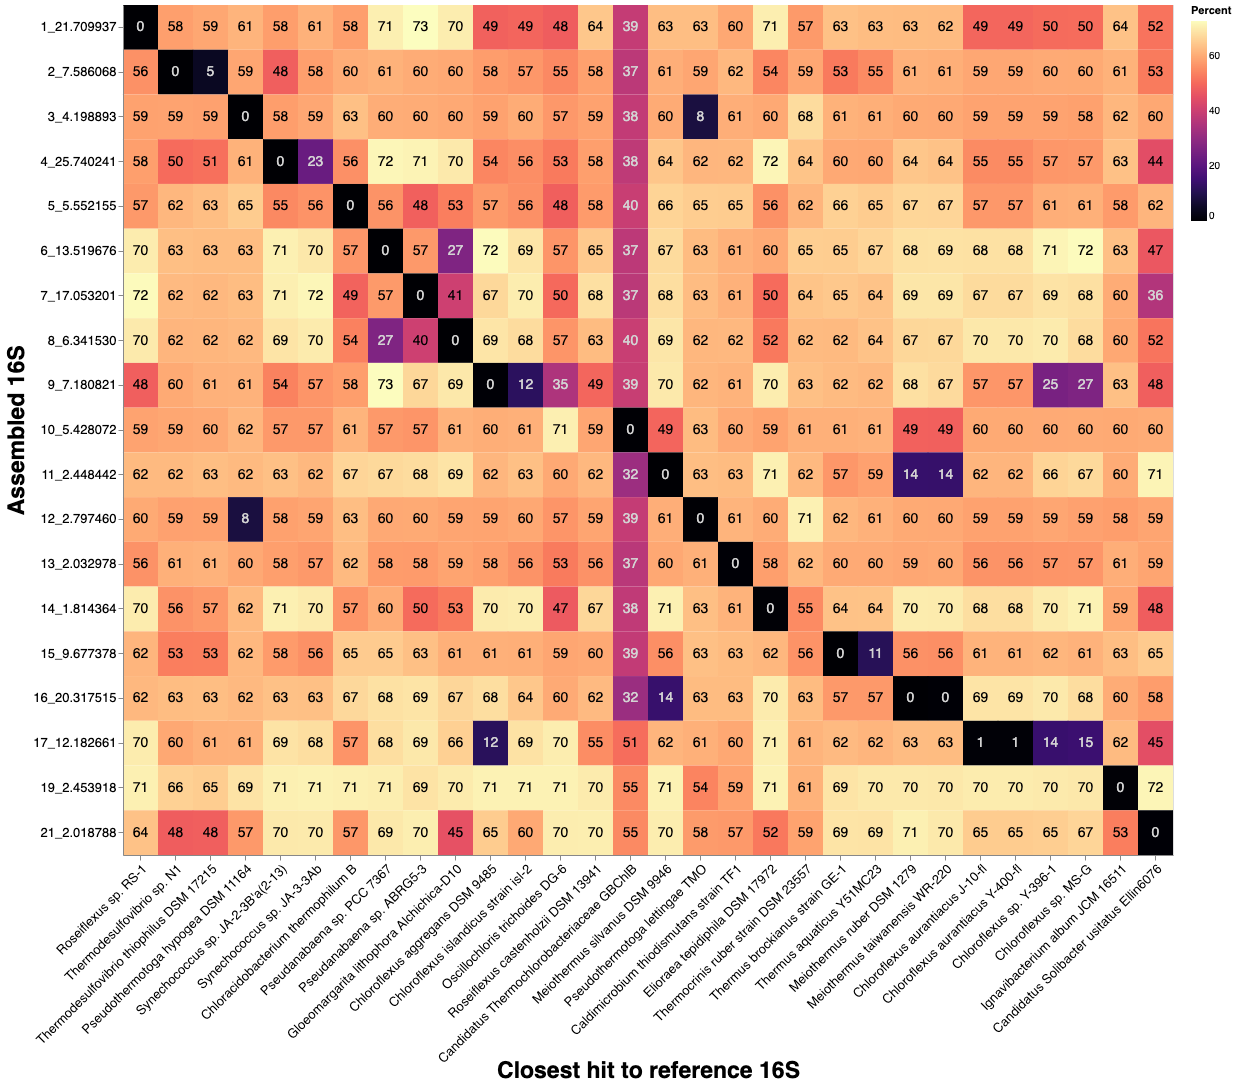 Percent
60
40
20
0
Assembled 16S
1_21.709937 0 58 59 61 58 61 58 71 73 70 49 49 48 64 39 63 63 60 71 57 63 63 63 62 49 49 50 50 64 52
2_7.586068 56 0 5 59 48 58 60 61 60 60 58 57 55 58 37 61 59 62 54 59 53 55 61 61 59 59 60 60 61 53
3_4.198893 59 59 59 0 58 59 63 60 60 60 59 60 57 59 38 60 8 61 60 68 61 61 60 60 59 59 59 58 62 60
4_25.740241 58 50 51 61 0 23 56 72 71 70 54 56 53 58 38 64 62 62 72 64 60 60 64 64 55 55 57 57 63 44
5_6.552155 57 62 63 65 55 56 0 56 48 53 57 56 48 58 40 66 65 65 56 62 66 65 67 67 57 57 61 61 58 62
6_13.519676 70 63 63 63 71 70 57 0 57 27 72 69 57 65 37 67 63 61 60 65 65 67 68 69 68 68 71 72 63 47
7_17.053201 72 62 62 63 71 72 49 57 0 41 67 70 50 68 37 68 63 63 50 64 65 64 69 69 67 67 69 68 60 36
8_6.341530 70 62 62 62 69 70 54 27 40 0 69 68 57 63 40 69 62 62 52 62 62 64 67 67 70 70 70 68 60 52
9_7.180821 48 60 61 61 54 57 58 73 67 69 0 12 35 49 39 70 62 61 70 63 62 62 68 67 57 57 25 27 63 48
10_5.428072 59 59 60 62 57 57 61 57 57 61 60 61 71 59 0 49 63 60 59 61 61 61 49 49 60 60 60 60 60 60
11_2.448442 62 62 63 62 63 62 67 67 68 69 62 63 60 62 32 0 63 63 71 62 57 59 14 14 62 62 66 67 60 71
12_2.797460 60 59 59 8 58 59 63 60 60 59 59 60 57 59 39 61 0 61 60 71 62 61 60 60 59 59 59 59 58 59
13_2.032978 56 61 61 60 58 57 62 58 58 59 58 56 53 56 37 60 61 0 58 62 60 60 59 60 56 56 57 57 61 59
14_1.814364 70 56 57 62 71 70 57 60 50 53 70 70 47 67 38 71 63 61 0 55 64 64 70 70 68 68 70 71 59 48
15_9.677378 62 53 53 62 58 56 65 65 63 61 61 61 59 60 39 56 63 63 62 56 0 11 56 56 61 61 62 61 63 65
16_20.317515 62 63 63 62 63 63 67 68 69 67 68 64 60 62 32 14 63 63 70 63 57 57 0 0 69 69 70 68 60 58
17_12.182661 70 60 61 61 69 68 57 68 69 66 12 69 70 55 51 62 61 60 71 61 62 62 63 63 1 1 14 15 62 45
19_2.453918 71 66 65 69 71 71 71 71 69 70 71 71 71 70 55 71 54 59 71 61 69 70 70 70 70 70 70 70 0 72
21_2.018788 64 48 48 57 70 70 57 69 70 45 65 60 70 70 55 70 58 57 52 59 69 69 71 70 65 65 65 67 53 0
Roseiflexus sp. RS-1
Thermodesulfovibrio sp. N1
Thermodesulfovibrio thiophilus DSM 17215
Pseudothermotoga hypogea DSM 11164
Synechococcus sp. JA-2-3B'a(2-13)
Synechococcus sp. JA-3-3Ab
Chloracidobacterium thermophilum B
Pseudanabaena sp. PCC 7367
Pseudanabaena sp. ABRG5-3
Gloeomargarita lithophora Alchichica-D10
Chloroflexus aggregans DSM 9485
Chloroflexus islandicus strain isl-2
Oscillochloris trichoides DG-6
Roseiflexus castenholzii DSM 13941
Candidatus Thermochlorobacteriaceae GBChlB
Meiothermus silvanus DSM 9946
Pseudothermotoga lettingae TMO
Caldimicrobium thiodismutans strain TF1
Elioraea tepidiphila DSM 17972
Thermocrinis ruber strain DSM 23557
Thermus brockianus strain GE-1
Thermus aquaticus Y51MC23
Meiothermus ruber DSM 1279
Meiothermus taiwanensis WR-220
Chloroflexus aurantiacus J-10-fl
Chloroflexus aurantiacus Y-400-fl
Chloroflexus sp. Y-396-1
Chloroflexus sp. MS-G
Ignavibacterium album JCM 16511
Candidatus Solibacter usitatus Ellin6076
Closest hit to reference 16S